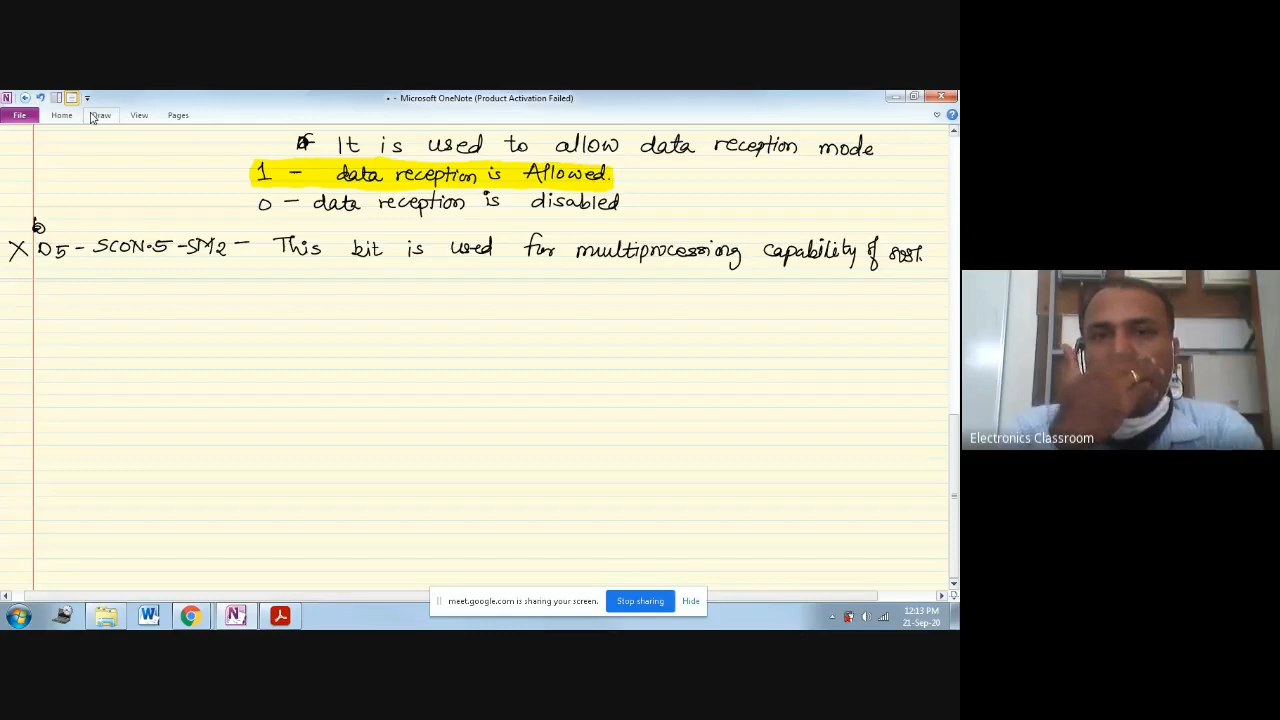 • - Microsoft OneNote (Product Activation Failed)
File Home Draw View Pages
It is used to allow data reception mode
1 - data reception is Allowed.
0 - data reception is disabled
X D5 - SCON.5 - SM2 - This bit is used for multiprocessing capability of
Electronics Classroom
meet.google.com is sharing your screen. Stop sharing Hide
12:13 PM
21-Sep-20